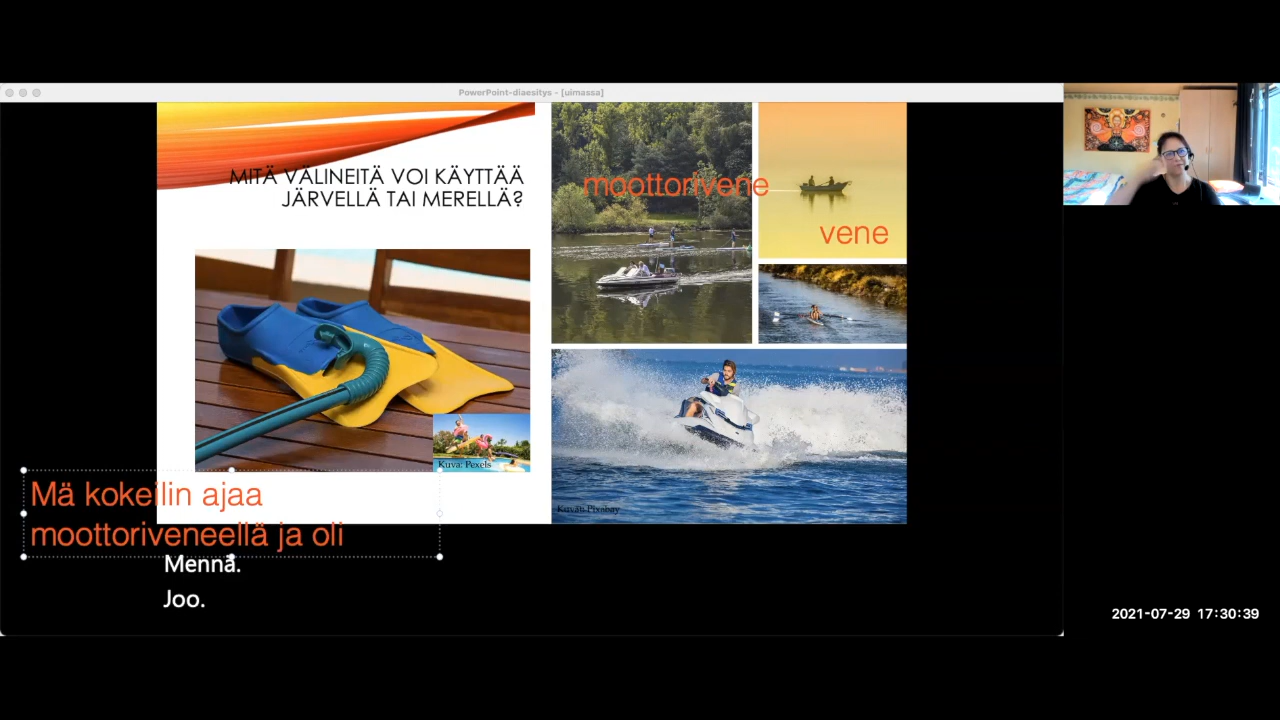 PowerPoint-diaesitys - [uimassa]
MITÄ VÄLINEITÄ VOI KÄYTTÄÄ
JÄRVELLÄ TAI MERELLÄ?
moottorivene
vene
Kuva: Pexels
Kuvat: Pixabay
Mä kokeilin ajaa
moottoriveneellä ja oli
Mennä.
Joo.
2021-07-29 17:30:39